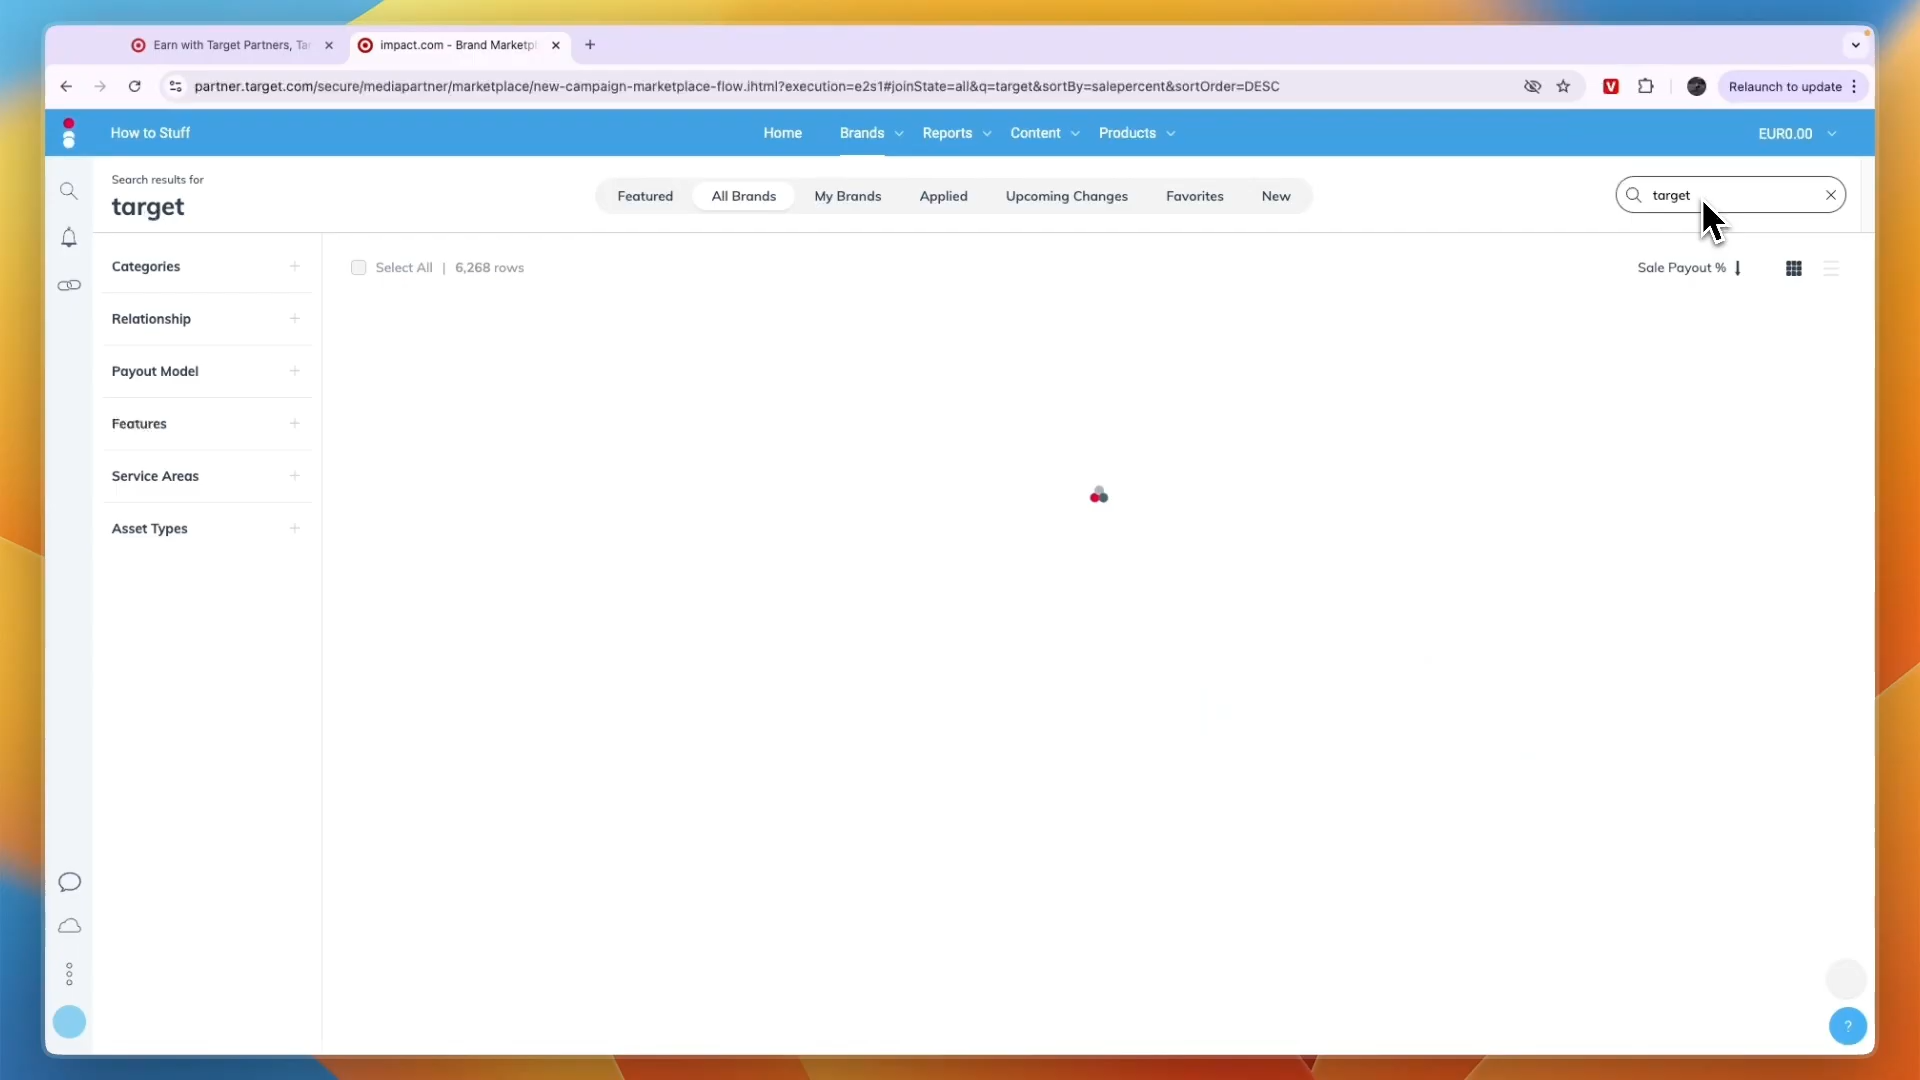 Earn with Target Partners, Ta
impact.com - Brand Marketpl
partner.target.com/secure/mediapartner/marketplace/new-campaign-marketplace-flow.ihtml?execution=e2s1#joinState=all&q=target&sortBy=salepercent&sortOrder=DESC
V
Relaunch to update
How to Stuff
Home
Brands
Reports
Content
Products
EUR0.00
Search results for
target
Featured
All Brands
My Brands
Applied
Upcoming Changes
Favorites
New
target
Categories
Relationship
Payout Model
Features
Service Areas
Asset Types
Select All | 6,268 rows
Sale Payout %
?